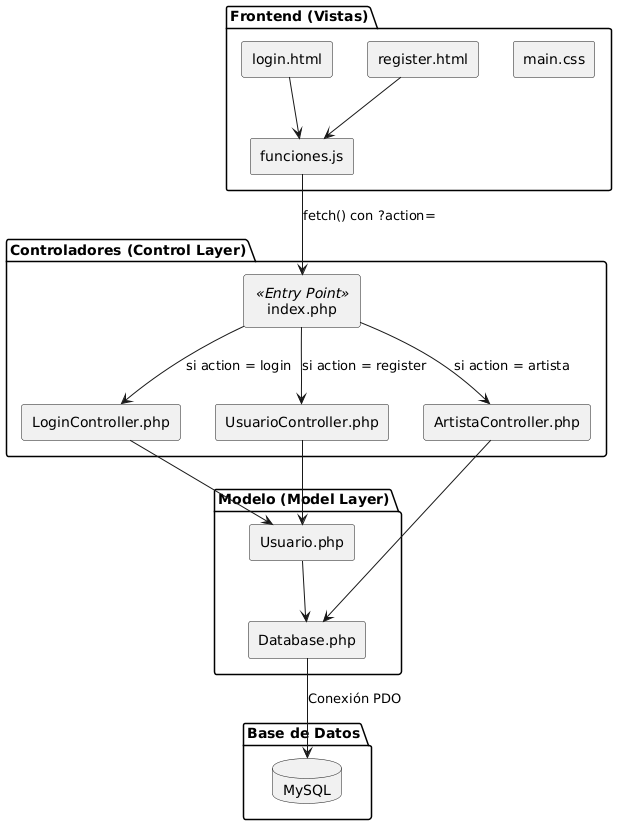 Frontend (Vistas)
login.html
register.html
main.css
funciones.js
fetch() con ?action=
Controladores (Control Layer)
«Entry Point»
index.php
si action = login
si action = register
si action = artista
LoginController.php
UsuarioController.php
ArtistaController.php
Modelo (Model Layer)
Usuario.php
Database.php
Conexión PDO
Base de Datos
MySQL